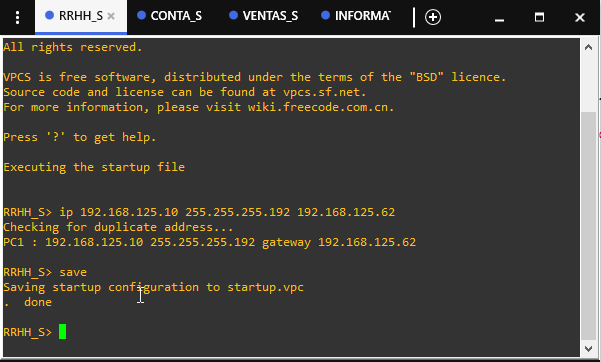 RRHH_S
CONTA_S
VENTAS_S
INFORMA
All rights reserved.
VPCS is free software, distributed under the terms of the "BSD" licence.
Source code and license can be found at vpcs.sf.net.
For more information, please visit wiki.freecode.com.cn.
Press '?' to get help.
Executing the startup file
RRHH_S> ip 192.168.125.10 255.255.255.192 192.168.125.62
Checking for duplicate address...
PC1 : 192.168.125.10 255.255.255.192 gateway 192.168.125.62
RRHH_S> save
Saving startup configuration to startup.vpc
.  done
RRHH_S>